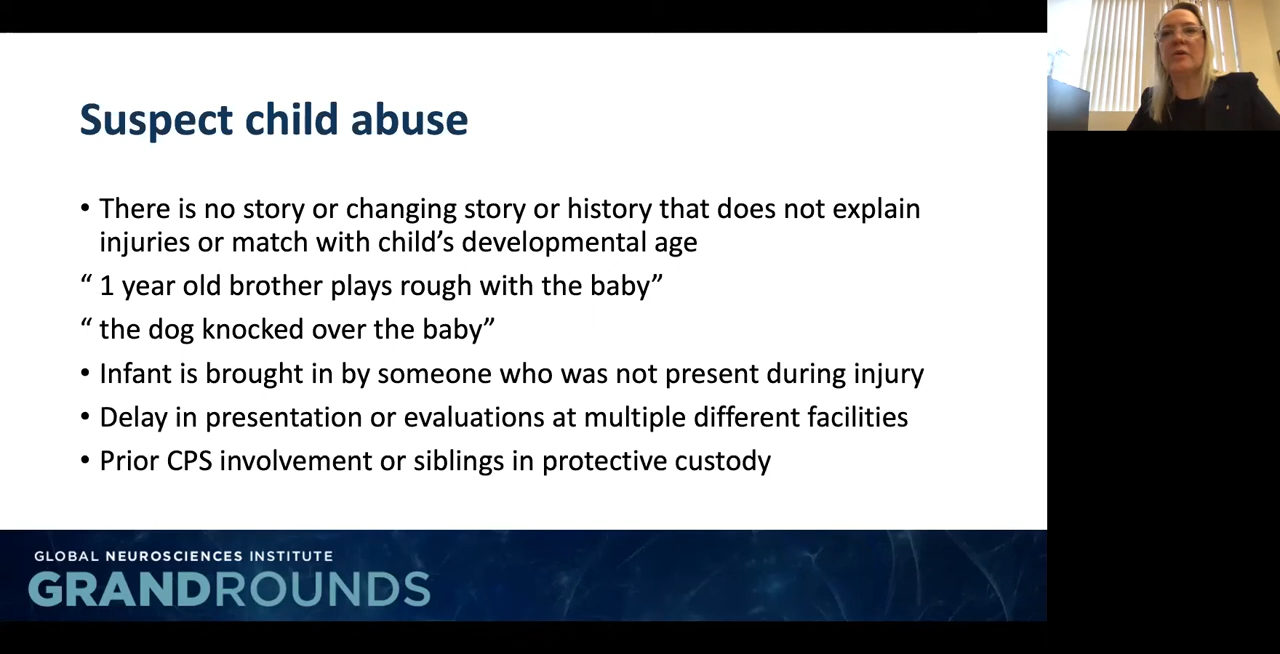 Suspect child abuse
• There is no story or changing story or history that does not explain
injuries or match with child’s developmental age
“ 1 year old brother plays rough with the baby”
“ the dog knocked over the baby”
• Infant is brought in by someone who was not present during injury
• Delay in presentation or evaluations at multiple different facilities
• Prior CPS involvement or siblings in protective custody
GLOBAL NEUROSCIENCES INSTITUTE
GRANDROUNDS